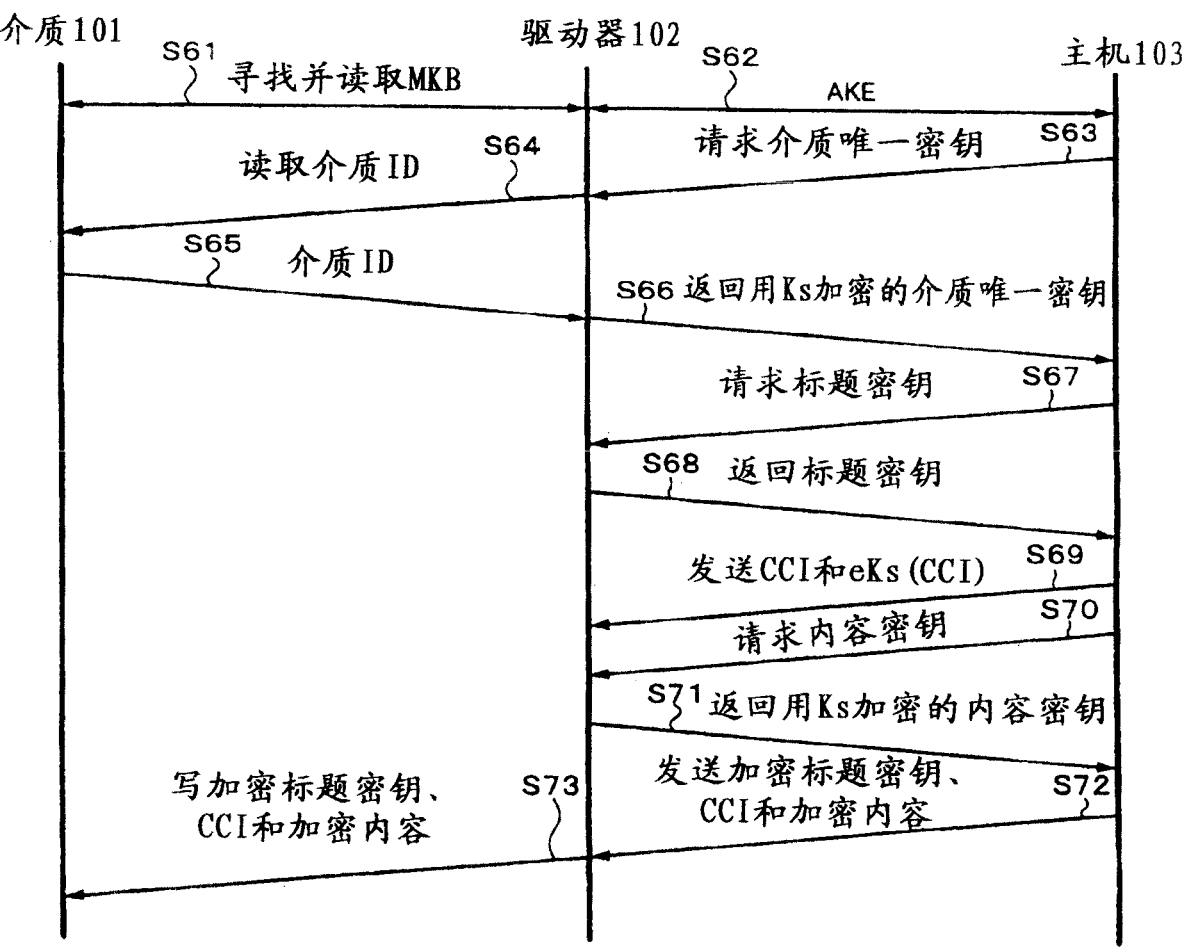 介质101
驱动器102
主机103
S61
寻找并读取MKB
S62
AKE
S63
请求介质唯一密钥
S64
读取介质ID
S65
介质ID
S66 返回用Ks加密的介质唯一密钥
请求标题密钥
S67
S68
返回标题密钥
发送CCI和eKs(CCI)
S69
请求内容密钥
S70
S71 返回用Ks加密的内容密钥
发送加密标题密钥、
CCI和加密内容
S72
写加密标题密钥、
CCI和加密内容
S73